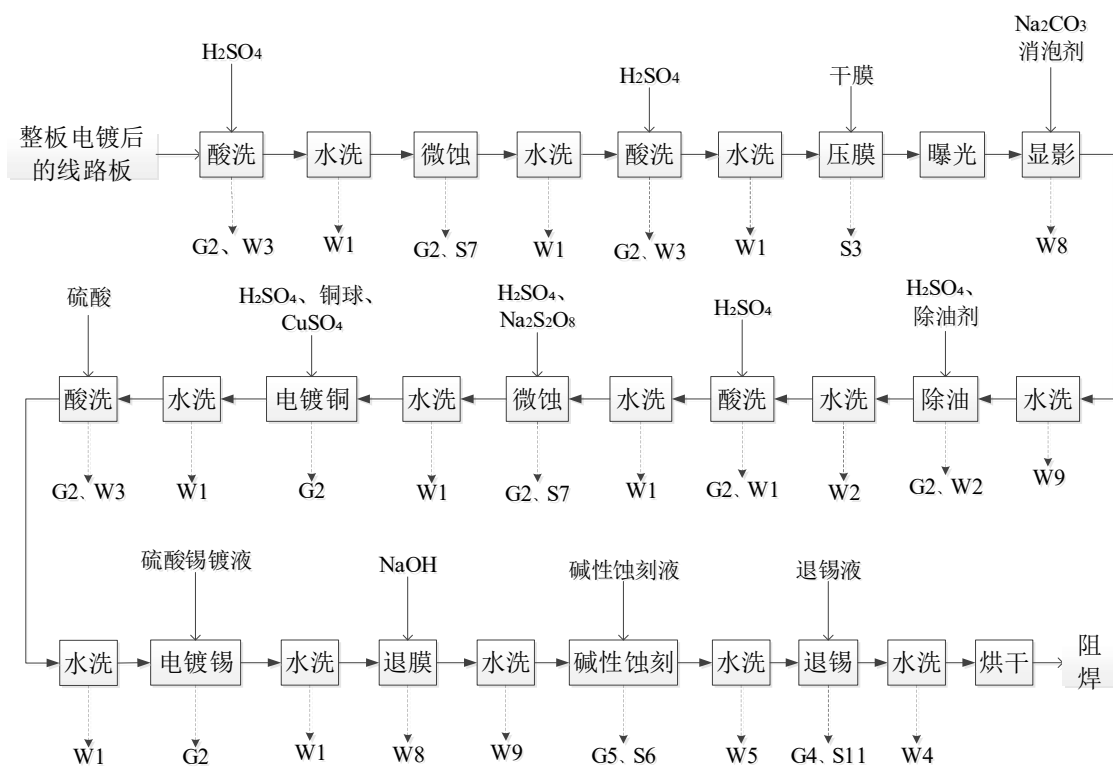 H₂SO₄
H₂SO₄
干膜
Na₂CO₃
消泡剂
整板电镀后
的线路板
酸洗
水洗
微蚀
水洗
酸洗
水洗
压膜
曝光
显影
G2、W3
W1
G2、S7
W1
G2、W3
W1
S3
W8
硫酸
H₂SO₄、铜球、
CuSO₄
H₂SO₄、
Na₂S₂O₈
H₂SO₄
H₂SO₄、
除油剂
酸洗
水洗
电镀铜
水洗
微蚀
水洗
酸洗
水洗
除油
水洗
G2、W3
W1
G2
W1
G2、S7
W1
G2、W1
W2
G2、W2
W9
硫酸锡镀液
NaOH
碱性蚀刻液
退锡液
水洗
电镀锡
水洗
退膜
水洗
碱性蚀刻
水洗
退锡
水洗
烘干
阻
焊
W1
G2
W1
W8
W9
G5、S6
W5
G4、S11
W4